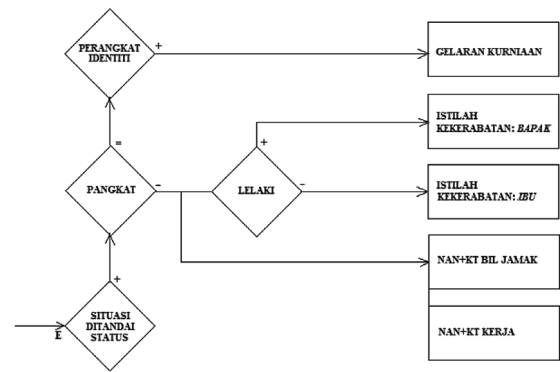 PERANGKAT
IDENTITI
+
GELARAN KURNIAAN
=
ISTILAH
KEKERABATAN: BAPAK
+
PANGKAT
–
LELAKI
–
ISTILAH
KEKERABATAN: IBU
NAN+KT BIL JAMAK
+
SITUASI
DITANDAI
STATUS
E
NAN+KT KERJA